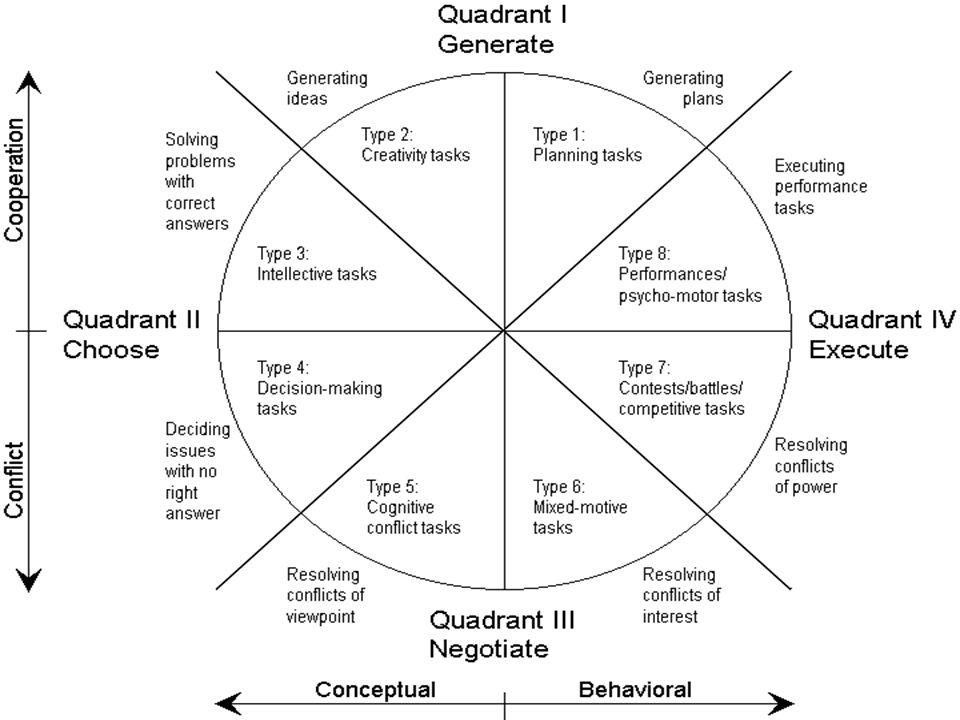 Quadrant I
Generate
Generating
ideas
Generating
plans
Type 2:
Creativity tasks
Type 1:
Planning tasks
Solving
problems
with
correct
answers
Executing
performance
tasks
Cooperation
Type 3:
Intellective tasks
Type 8:
Performances/
psycho-motor tasks
Quadrant II
Choose
Quadrant IV
Execute
Type 4:
Decision-making
tasks
Type 7:
Contests/battles/
competitive tasks
Deciding
issues
with no
right
answer
Resolving
conflicts
of power
Conflict
Type 5:
Cognitive
conflict tasks
Type 6:
Mixed-motive
tasks
Resolving
conflicts of
viewpoint
Resolving
conflicts of
interest
Quadrant III
Negotiate
Conceptual
Behavioral